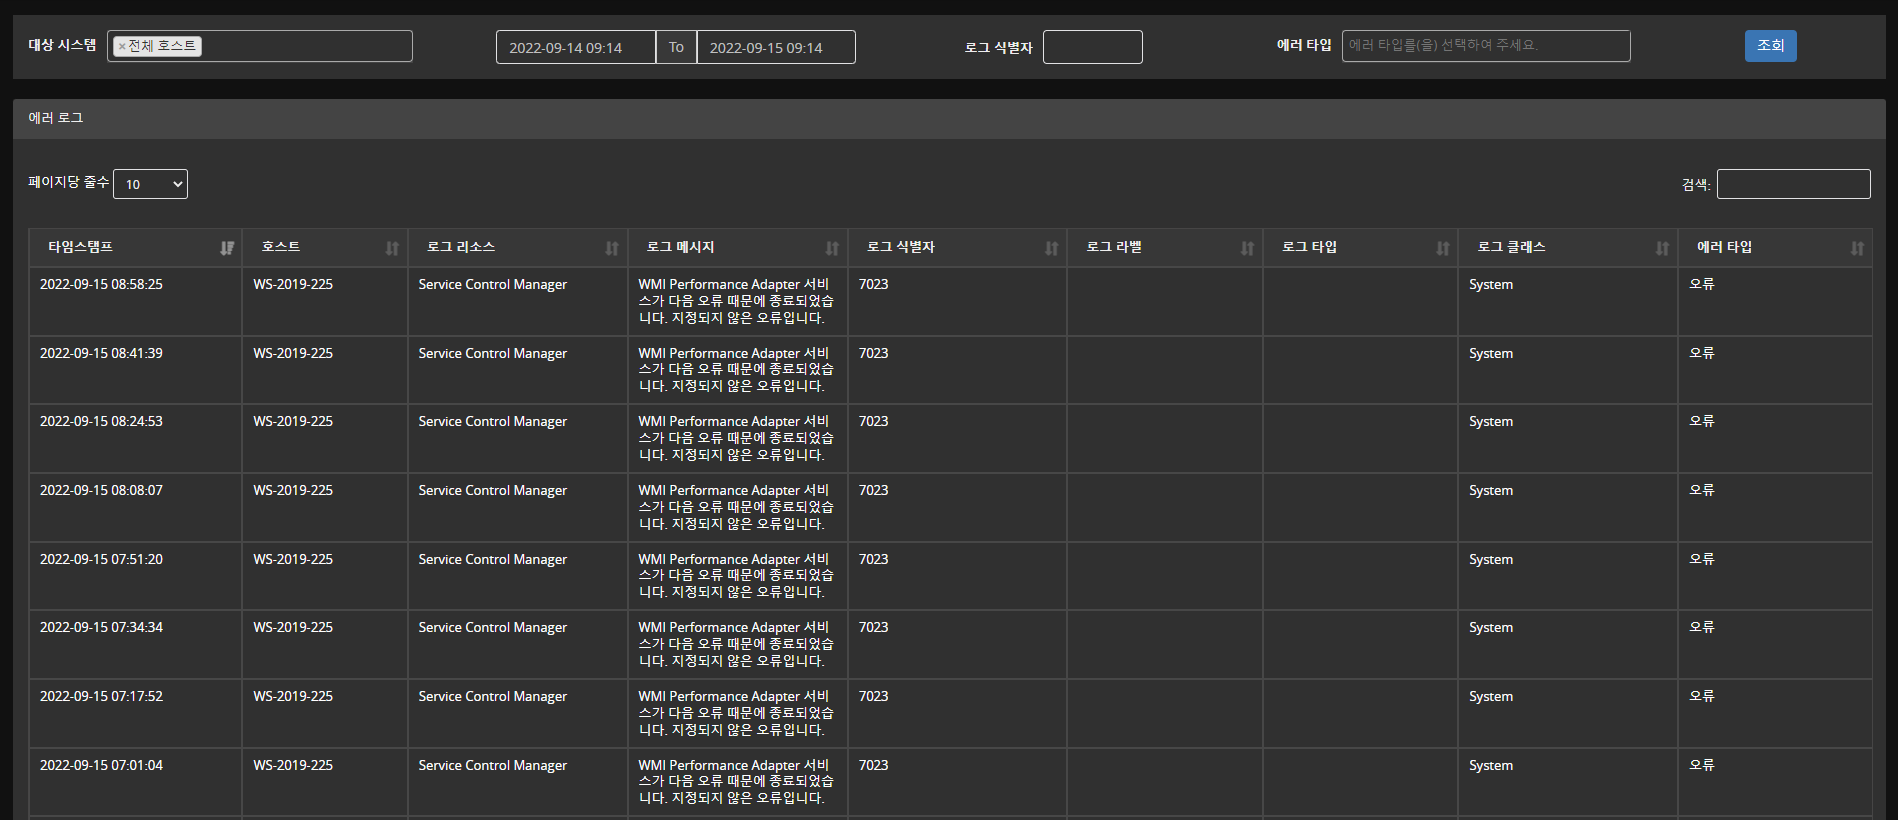 대상 시스템 ×전체 호스트 2022-09-14 09:14 To 2022-09-15 09:14 로그 식별자 에러 타입 에러 타입를(을) 선택하여 주세요. 조회
에러 로그
페이지당 줄수 10 검색:
타임스탬프 호스트 로그 리소스 로그 메시지 로그 식별자 로그 라벨 로그 타입 로그 클래스 에러 타입
2022-09-15 08:58:25 WS-2019-225 Service Control Manager WMI Performance Adapter 서비 7023 System 오류
스가 다음 오류 때문에 종료되었습
니다. 지정되지 않은 오류입니다.
2022-09-15 08:41:39 WS-2019-225 Service Control Manager WMI Performance Adapter 서비 7023 System 오류
스가 다음 오류 때문에 종료되었습
니다. 지정되지 않은 오류입니다.
2022-09-15 08:24:53 WS-2019-225 Service Control Manager WMI Performance Adapter 서비 7023 System 오류
스가 다음 오류 때문에 종료되었습
니다. 지정되지 않은 오류입니다.
2022-09-15 08:08:07 WS-2019-225 Service Control Manager WMI Performance Adapter 서비 7023 System 오류
스가 다음 오류 때문에 종료되었습
니다. 지정되지 않은 오류입니다.
2022-09-15 07:51:20 WS-2019-225 Service Control Manager WMI Performance Adapter 서비 7023 System 오류
스가 다음 오류 때문에 종료되었습
니다. 지정되지 않은 오류입니다.
2022-09-15 07:34:34 WS-2019-225 Service Control Manager WMI Performance Adapter 서비 7023 System 오류
스가 다음 오류 때문에 종료되었습
니다. 지정되지 않은 오류입니다.
2022-09-15 07:17:52 WS-2019-225 Service Control Manager WMI Performance Adapter 서비 7023 System 오류
스가 다음 오류 때문에 종료되었습
니다. 지정되지 않은 오류입니다.
2022-09-15 07:01:04 WS-2019-225 Service Control Manager WMI Performance Adapter 서비 7023 System 오류
스가 다음 오류 때문에 종료되었습
니다. 지정되지 않은 오류입니다.